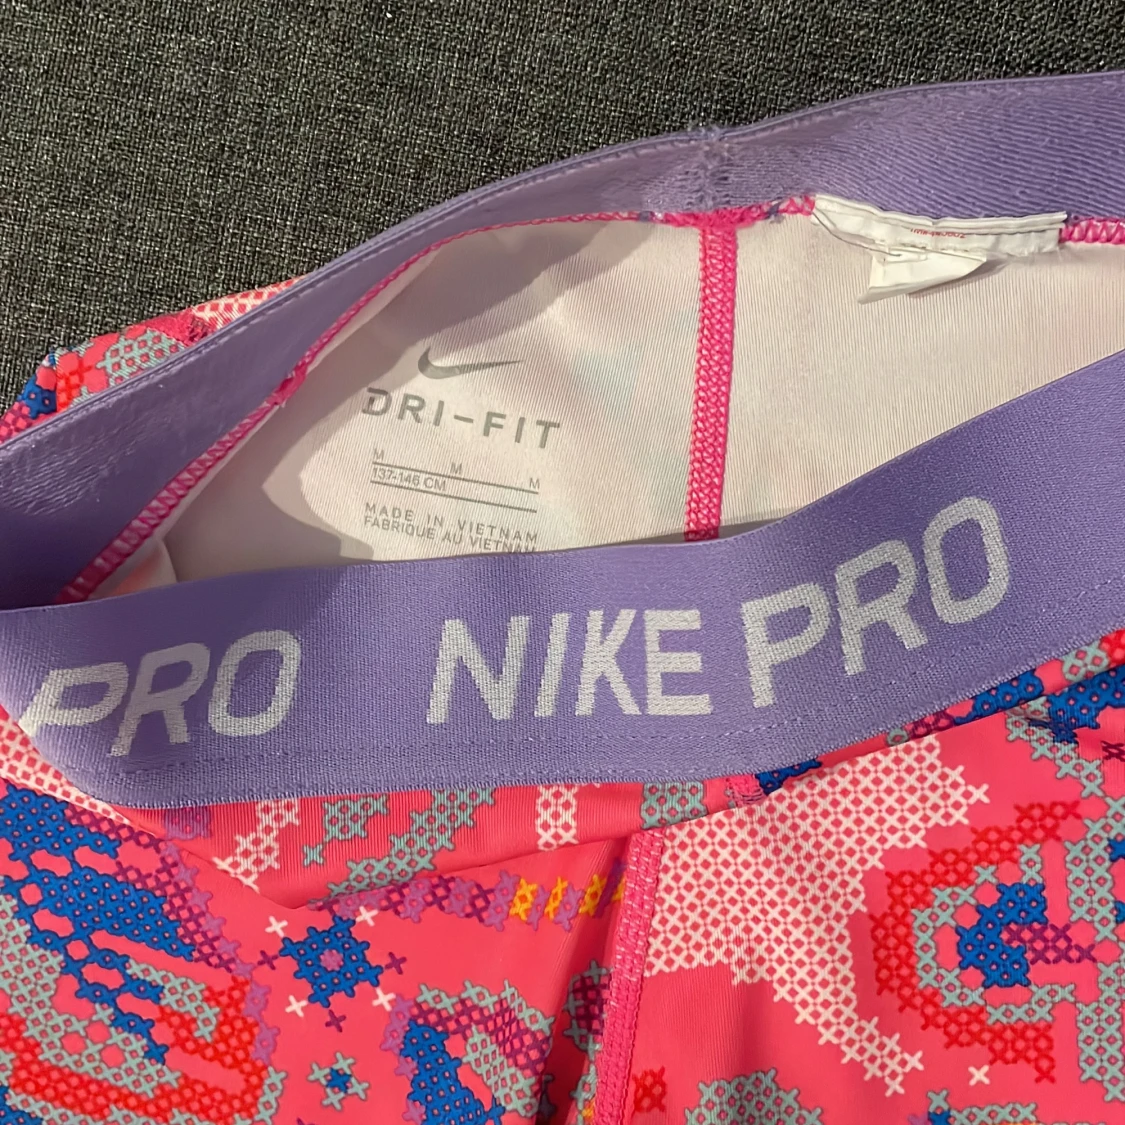 DRI-FIT
M M M
137-146 CM
MADE IN VIETNAM
FABRIQUE AU VIETNAM
PRO NIKE PRO